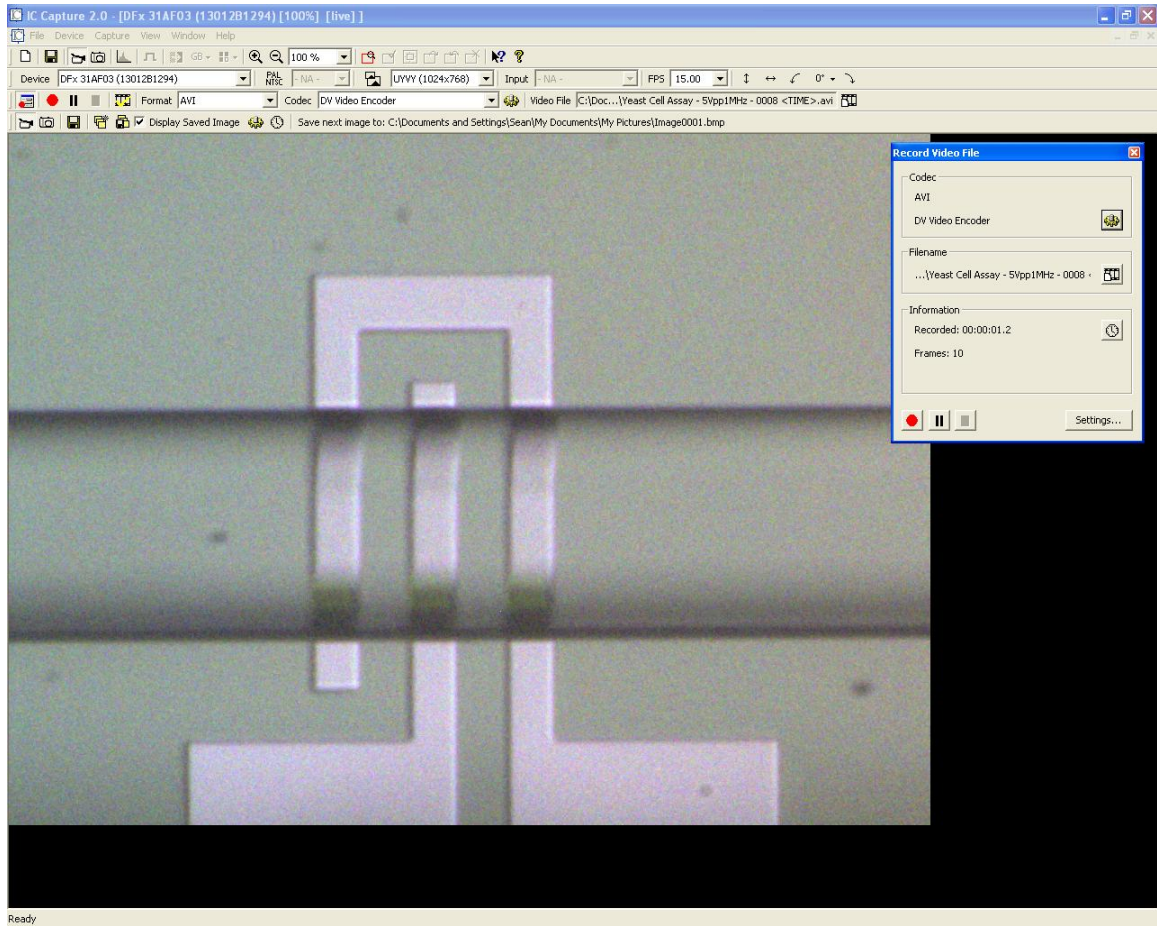 IC Capture 2.0 - [DFx 31AF03 (13012B1294) [100%] [live] ]
File Device Capture View Window Help
GB 100 %
Device DFx 31AF03 (13012B1294) PAL NTSC - NA - UYVY (1024x768) Input - NA - FPS 15.00 0°
Format AVI Codec DV Video Encoder Video File C:\Doc...\Yeast Cell Assay - 5Vpp1MHz - 0008 <TIME>.avi
Display Saved Image Save next image to: C:\Documents and Settings\Sean\My Documents\My Pictures\Image0001.bmp
Record Video File
Codec
AVI
DV Video Encoder
Filename
...\Yeast Cell Assay - 5Vpp1MHz - 0008
Information
Recorded: 00:00:01.2
Frames: 10
Settings...
Ready